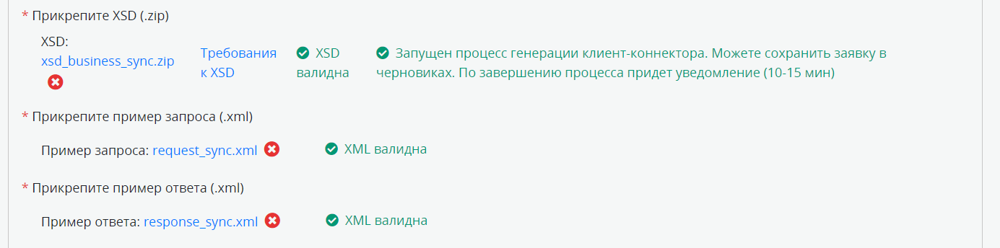 * Прикрепите XSD (.zip)
XSD:
xsd_business_sync.zip
Требования
к XSD
XSD
валидна
Запущен процесс генерации клиент-коннектора. Можете сохранить заявку в
черновиках. По завершению процесса придет уведомление (10-15 мин)
* Прикрепите пример запроса (.xml)
Пример запроса: request_sync.xml
XML валидна
* Прикрепите пример ответа (.xml)
Пример ответа: response_sync.xml
XML валидна